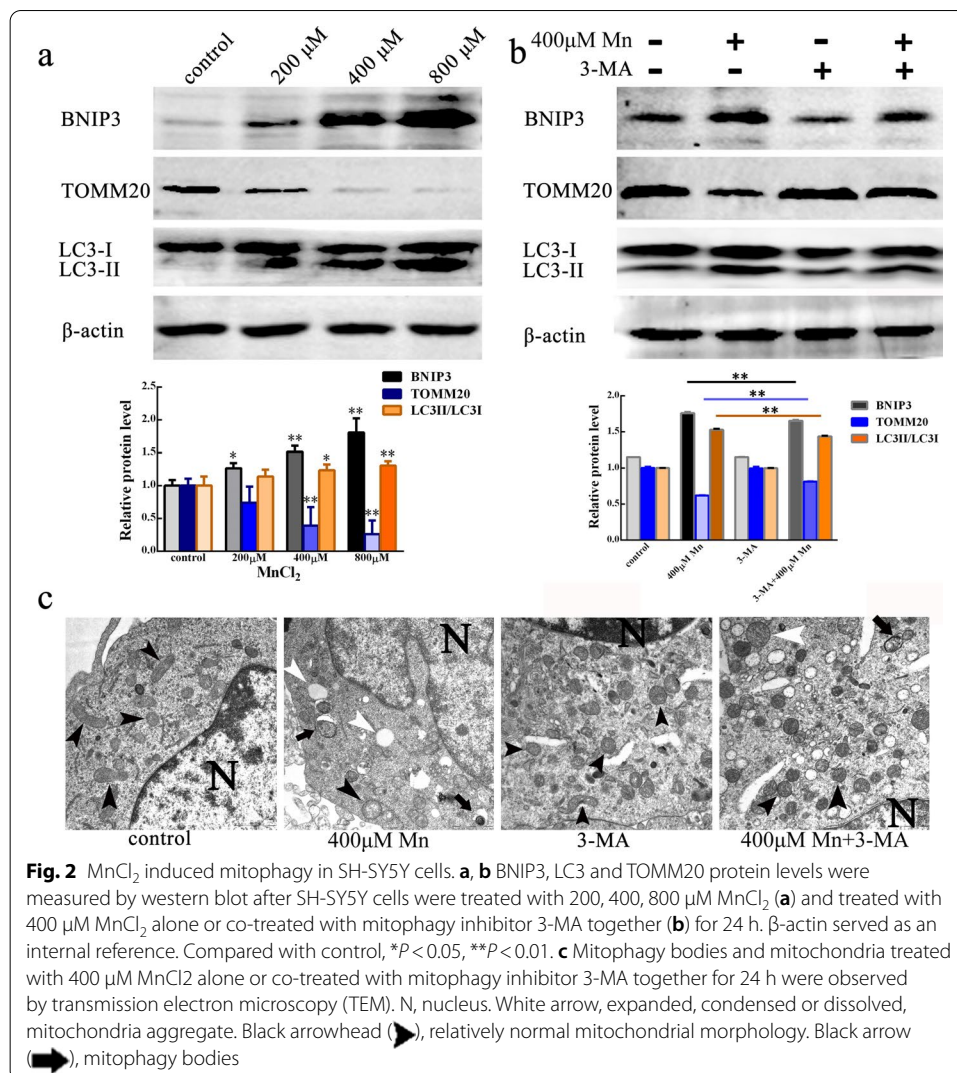 a
control 200 μM 400 μM 800 μM
BNIP3
TOMM20
LC3-I
LC3-II
β-actin
Relative protein level
1.5
2.0
1.5
1.0
0.5
0.0
BNIP3
TOMM20
LC3II/LC3I
* ** * ** ** ** **
control 200μM 400μM 800μM
MnCl2
b
400μM Mn - + - +
3-MA - - + +
BNIP3
TOMM20
LC3-I
LC3-II
β-actin
Relative protein level
2.0
1.5
1.0
0.5
0.0
**
**
**
BNIP3
TOMM20
LC3II/LC3I
control 400μM Mn 3-MA 3-MA+400μM Mn
c
N N N N
control 400μM Mn 3-MA 400μM Mn+3-MA
Fig. 2 MnCl2 induced mitophagy in SH-SY5Y cells. a, b BNIP3, LC3 and TOMM20 protein levels were
measured by western blot after SH-SY5Y cells were treated with 200, 400, 800 μM MnCl2 (a) and treated with
400 μM MnCl2 alone or co-treated with mitophagy inhibitor 3-MA together (b) for 24 h. β-actin served as an
internal reference. Compared with control, *P < 0.05, **P < 0.01. c Mitophagy bodies and mitochondria treated
with 400 μM MnCl2 alone or co-treated with mitophagy inhibitor 3-MA together for 24 h were observed
by transmission electron microscopy (TEM). N, nucleus. White arrow, expanded, condensed or dissolved,
mitochondria aggregate. Black arrowhead (), relatively normal mitochondrial morphology. Black arrow
(), mitophagy bodies